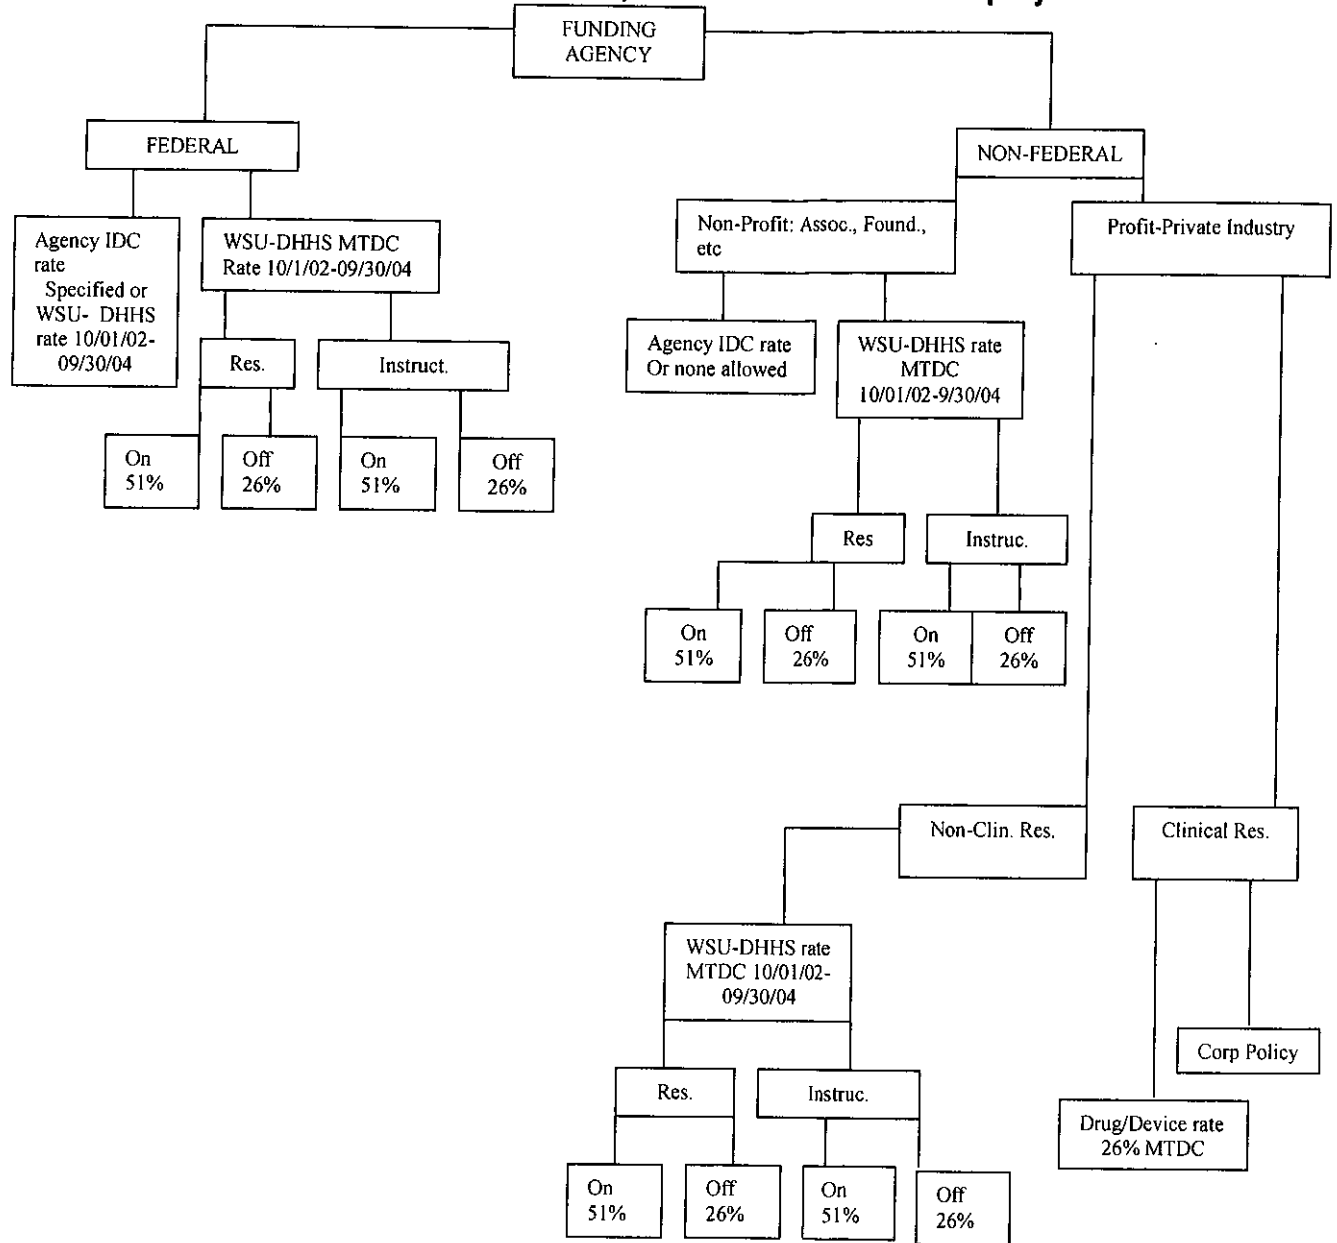 FUNDING
AGENCY
FEDERAL
NON-FEDERAL
Agency IDC
rate
Specified or
WSU- DHHS
rate 10/01/02-
09/30/04
WSU-DHHS MTDC
Rate 10/1/02-09/30/04
Non-Profit: Assoc., Found.,
etc
Profit-Private Industry
Res.
Instruct.
Agency IDC rate
Or none allowed
WSU-DHHS rate
MTDC
10/01/02-9/30/04
On
51%
Off
26%
On
51%
Off
26%
Res
Instruc.
On
51%
Off
26%
On
51%
Off
26%
Non-Clin. Res.
Clinical Res.
WSU-DHHS rate
MTDC 10/01/02-
09/30/04
Corp Policy
Res.
Instruc.
Drug/Device rate
26% MTDC
On
51%
Off
26%
On
51%
Off
26%